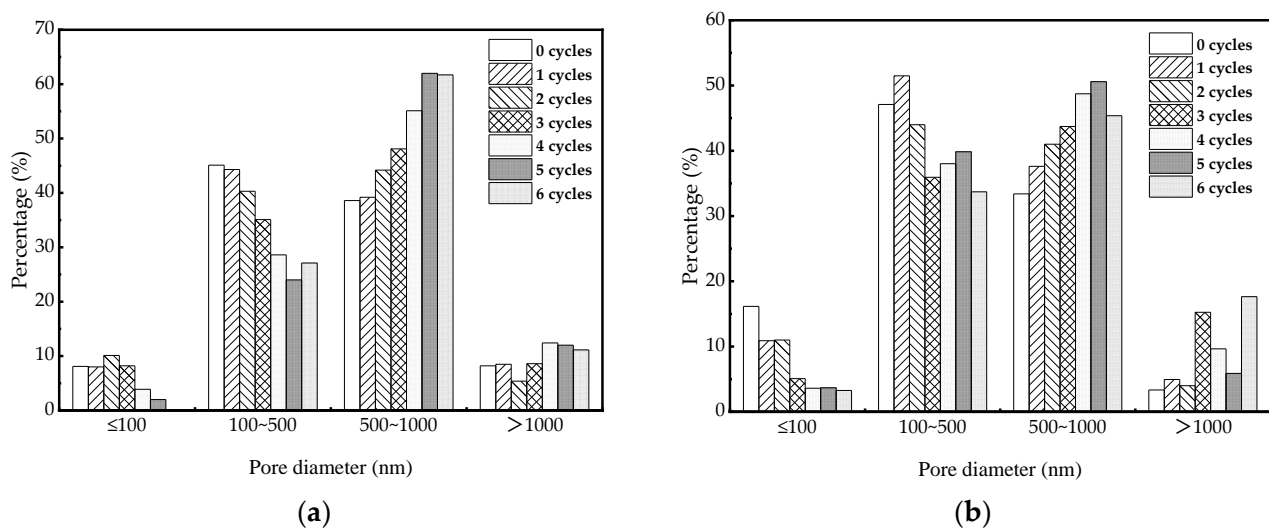 70
60
50
40
30
20
10
0
Percentage (%)
0 cycles
1 cycles
2 cycles
3 cycles
4 cycles
5 cycles
6 cycles
≤100
100~500
500~1000
>1000
Pore diameter (nm)
(a)
60
50
40
30
20
10
0
Percentage (%)
0 cycles
1 cycles
2 cycles
3 cycles
4 cycles
5 cycles
6 cycles
≤100
100~500
500~1000
>1000
Pore diameter (nm)
(b)